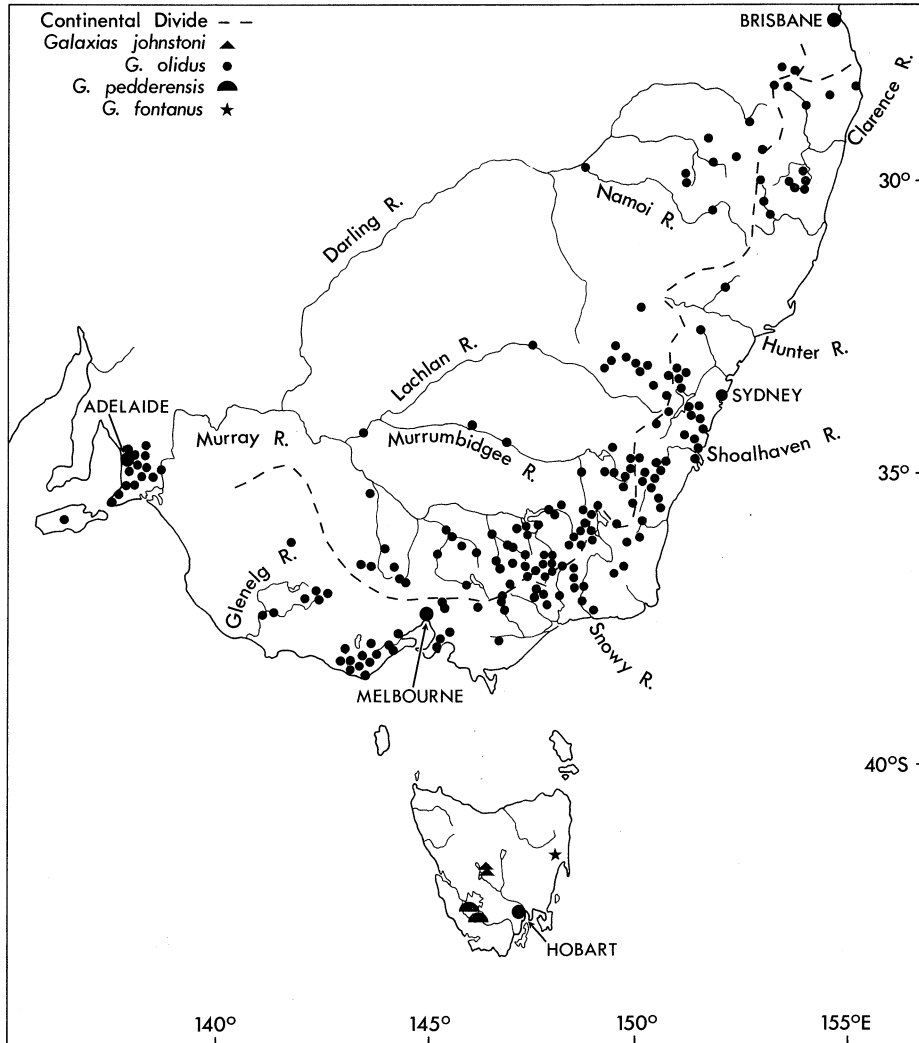 Continental Divide
Galaxias johnstoni
G. olidus
G. pedderensis
G. fontanus
BRISBANE
Clarence R.
30°
Namoi R.
Darling R.
Hunter R.
Lachlan R.
SYDNEY
ADELAIDE
Murray R.
Murrumbidgee R.
Shoalhaven R.
35°
Glenelg R.
Snowy R.
MELBOURNE
40°S
HOBART
140°
145°
150°
155°E